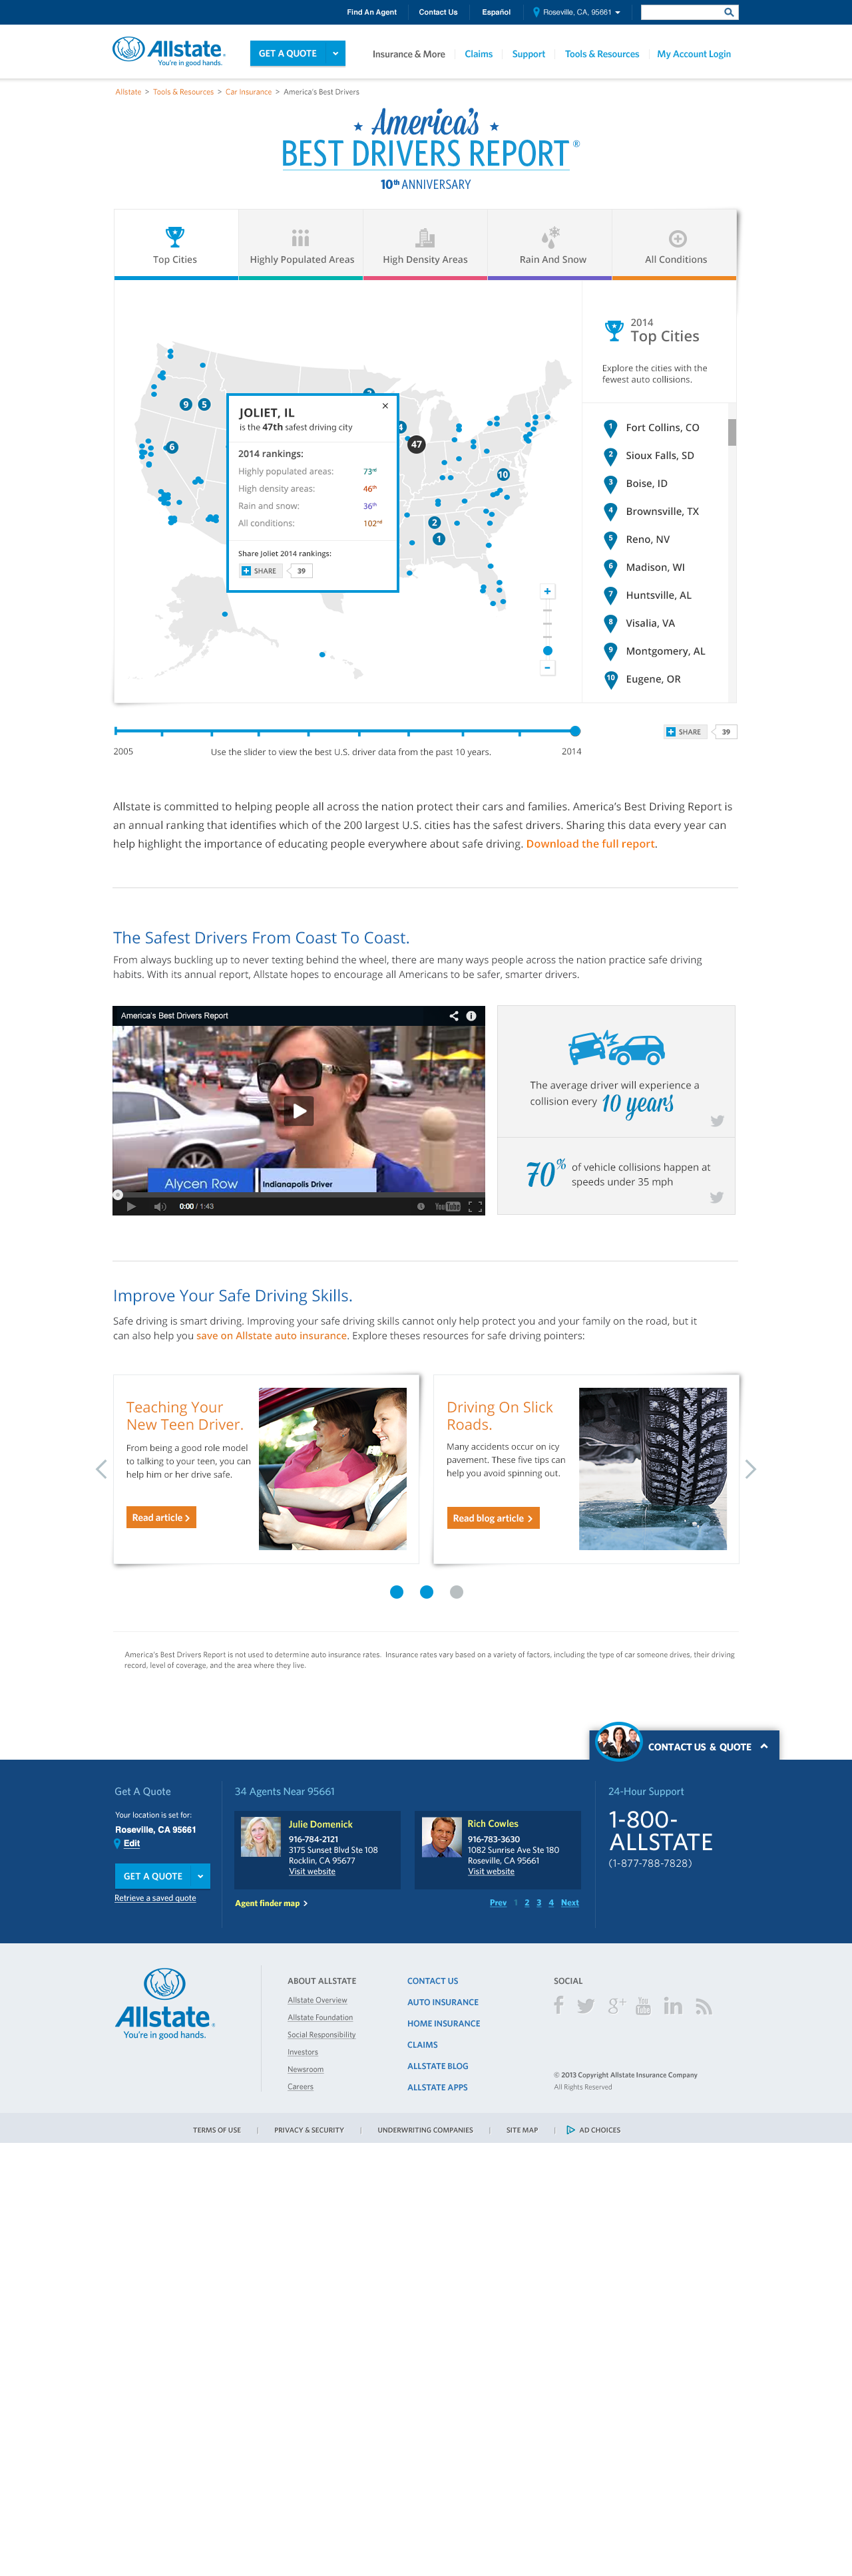 Find An Agent
Contact Us
Español
Roseville, CA, 95661
Allstate.
You're in good hands.
GET A QUOTE
Insurance & More
Claims
Support
Tools & Resources
My Account Login
Allstate > Tools & Resources > Car Insurance > America's Best Drivers
America's
BEST DRIVERS REPORT®
10th ANNIVERSARY
Top Cities
Highly Populated Areas
High Density Areas
Rain And Snow
All Conditions
9
5
6
4
47
10
2
1
JOLIET, IL
is the 47th safest driving city
2014 rankings:
Highly populated areas: 73rd
High density areas: 46th
Rain and snow: 36th
All conditions: 102nd
Share Joliet 2014 rankings:
SHARE 39
2014
Top Cities
Explore the cities with the
fewest auto collisions.
1 Fort Collins, CO
2 Sioux Falls, SD
3 Boise, ID
4 Brownsville, TX
5 Reno, NV
6 Madison, WI
7 Huntsville, AL
8 Visalia, VA
9 Montgomery, AL
10 Eugene, OR
SHARE 39
2005
Use the slider to view the best U.S. driver data from the past 10 years.
2014
Allstate is committed to helping people all across the nation protect their cars and families. America's Best Driving Report is
an annual ranking that identifies which of the 200 largest U.S. cities has the safest drivers. Sharing this data every year can
help highlight the importance of educating people everywhere about safe driving. Download the full report.
The Safest Drivers From Coast To Coast.
From always buckling up to never texting behind the wheel, there are many ways people across the nation practice safe driving
habits. With its annual report, Allstate hopes to encourage all Americans to be safer, smarter drivers.
America's Best Drivers Report
Alycen Row
Indianapolis Driver
0:00 / 1:43
YouTube
The average driver will experience a
collision every 10 years
70% of vehicle collisions happen at
speeds under 35 mph
Improve Your Safe Driving Skills.
Safe driving is smart driving. Improving your safe driving skills cannot only help protect you and your family on the road, but it
can also help you save on Allstate auto insurance. Explore theses resources for safe driving pointers:
Teaching Your
New Teen Driver.
From being a good role model
to talking to your teen, you can
help him or her drive safe.
Read article
Driving On Slick
Roads.
Many accidents occur on icy
pavement. These five tips can
help you avoid spinning out.
Read blog article
America's Best Drivers Report is not used to determine auto insurance rates. Insurance rates vary based on a variety of factors, including the type of car someone drives, their driving
record, level of coverage, and the area where they live.
CONTACT US & QUOTE
Get A Quote
Your location is set for:
Roseville, CA 95661
Edit
GET A QUOTE
Retrieve a saved quote
34 Agents Near 95661
Julie Domenick
916-784-2121
3175 Sunset Blvd Ste 108
Rocklin, CA 95677
Visit website
Rich Cowles
916-783-3630
1082 Sunrise Ave Ste 180
Roseville, CA 95661
Visit website
Agent finder map
Prev 1 2 3 4 Next
24-Hour Support
1-800-
ALLSTATE
(1-877-788-7828)
Allstate.
You're in good hands.
ABOUT ALLSTATE
Allstate Overview
Allstate Foundation
Social Responsibility
Investors
Newsroom
Careers
CONTACT US
AUTO INSURANCE
HOME INSURANCE
CLAIMS
ALLSTATE BLOG
ALLSTATE APPS
SOCIAL
© 2013 Copyright Allstate Insurance Company
All Rights Reserved
TERMS OF USE | PRIVACY & SECURITY | UNDERWRITING COMPANIES | SITE MAP | AD CHOICES